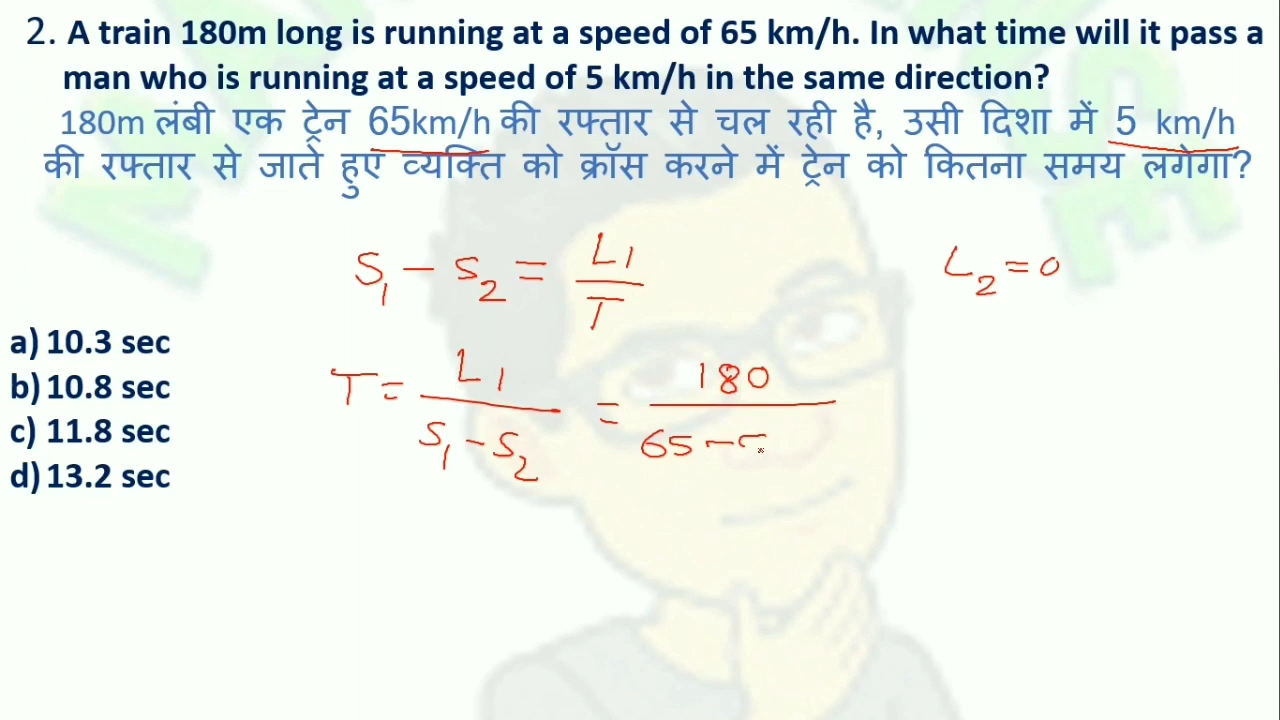 2. A train 180m long is running at a speed of 65 km/h. In what time will it pass a
man who is running at a speed of 5 km/h in the same direction?
180m लंबी एक ट्रेन 65km/h की रफ्तार से चल रही है, उसी दिशा में 5 km/h
की रफ्तार से जाते हुए व्यक्ति को क्रॉस करने में ट्रेन को कितना समय लगेगा?
S1 - S2 = L1/T
L2 = 0
a) 10.3 sec
b) 10.8 sec
c) 11.8 sec
d) 13.2 sec
T = L1/(S1 - S2) = 180/(65 - 5